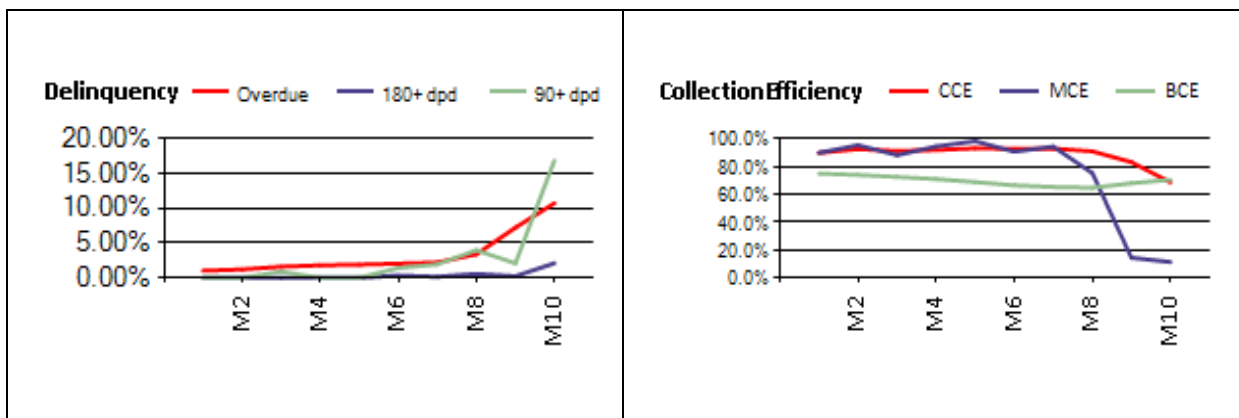 Delinquency Overdue 180+ dpd 90+ dpd
20.00%
15.00%
10.00%
5.00%
0.00%
M2 M4 M6 M8 M10
Collection Efficiency CCE MCE BCE
100.0%
80.0%
60.0%
40.0%
20.0%
0.0%
M2 M4 M6 M8 M10